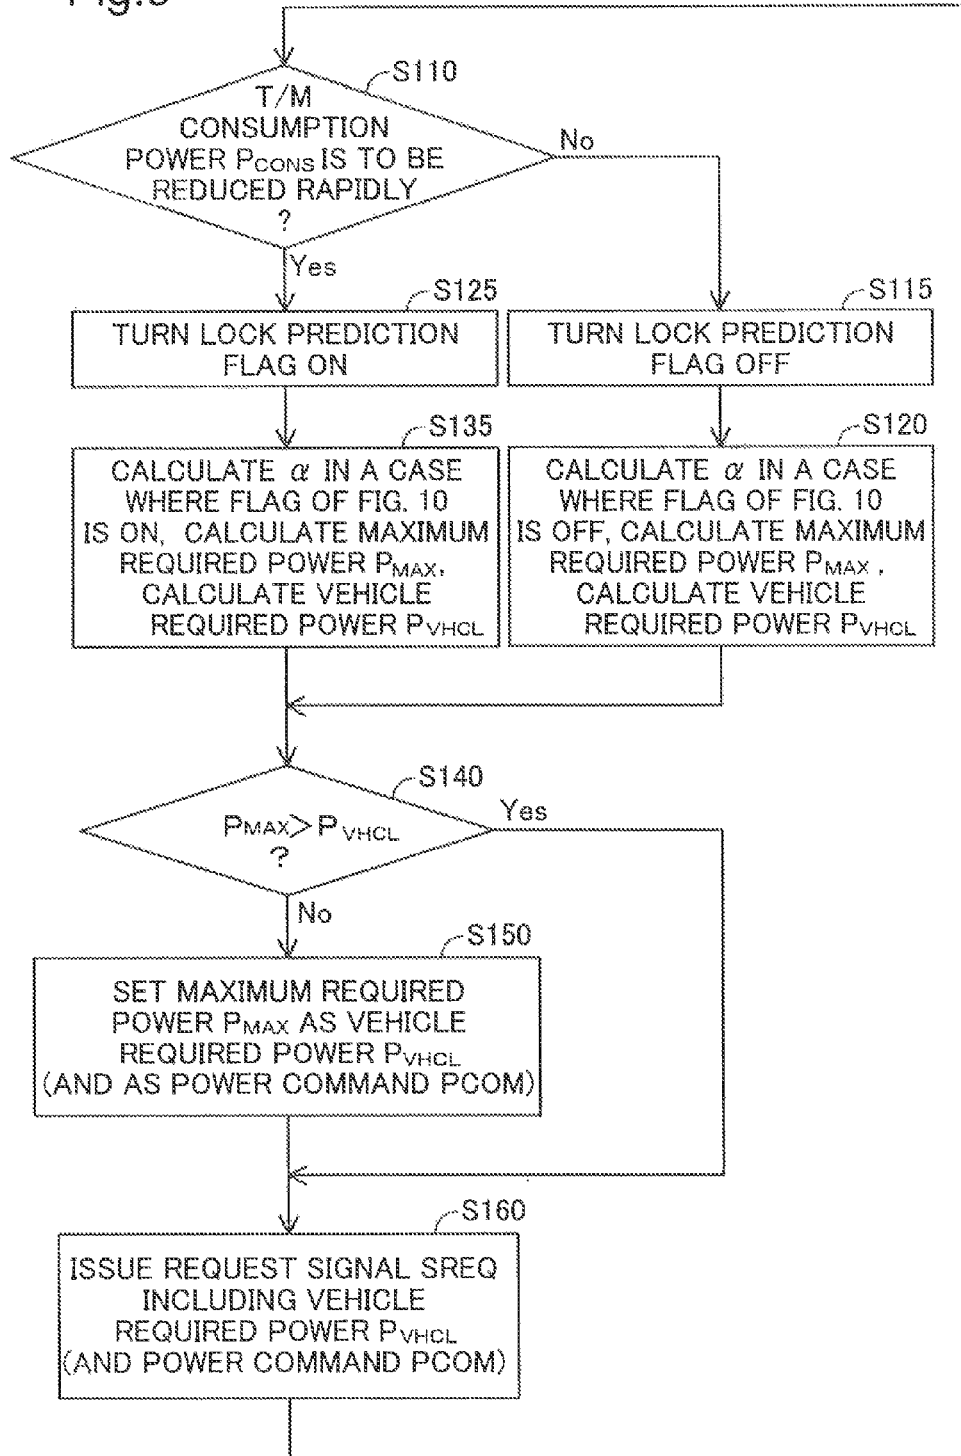 S110
T/M
CONSUMPTION
POWER PCONS IS TO BE
REDUCED RAPIDLY
?
No
Yes
S125
TURN LOCK PREDICTION
FLAG ON
S115
TURN LOCK PREDICTION
FLAG OFF
S135
CALCULATE α IN A CASE
WHERE FLAG OF FIG. 10
IS ON, CALCULATE MAXIMUM
REQUIRED POWER PMAX,
CALCULATE VEHICLE
REQUIRED POWER PVHCL
S120
CALCULATE α IN A CASE
WHERE FLAG OF FIG. 10
IS OFF, CALCULATE MAXIMUM
REQUIRED POWER PMAX ,
CALCULATE VEHICLE
REQUIRED POWER PVHCL
S140
PMAX> PVHCL
?
Yes
No
S150
SET MAXIMUM REQUIRED
POWER PMAX AS VEHICLE
REQUIRED POWER PVHCL
(AND AS POWER COMMAND PCOM)
S160
ISSUE REQUEST SIGNAL SREQ
INCLUDING VEHICLE
REQUIRED POWER PVHCL
(AND POWER COMMAND PCOM)